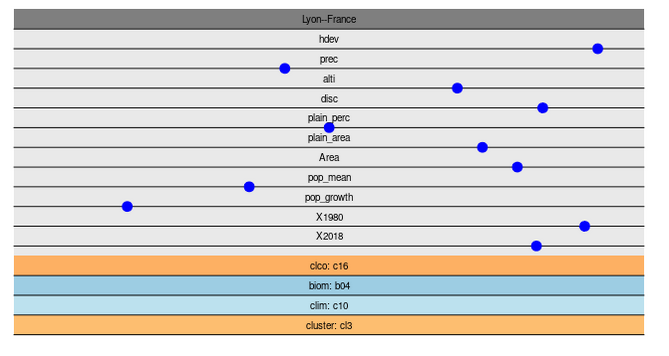 Lyon--France
hdev
prec
alti
disc
plain_perc
plain_area
Area
pop_mean
pop_growth
X1980
X2018
clco: c16
biom: b04
clim: c10
cluster: cl3